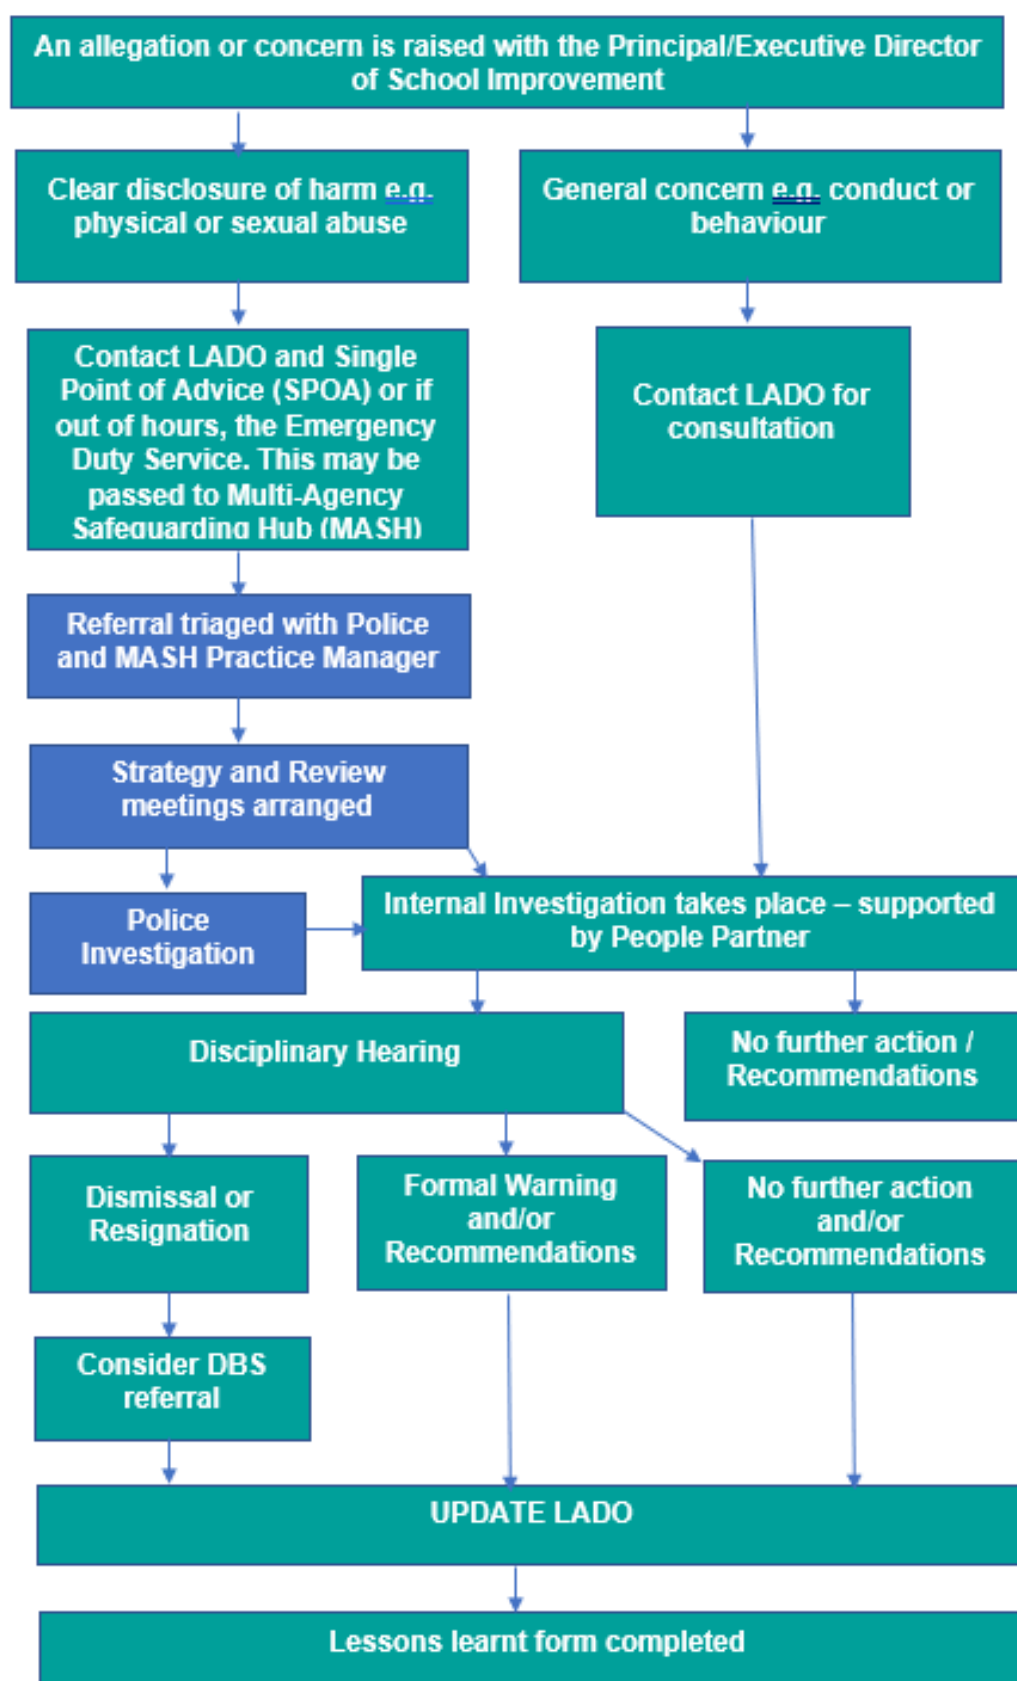 An allegation or concern is raised with the Principal/Executive Director
of School Improvement
Clear disclosure of harm e.g.
physical or sexual abuse
General concern e.g. conduct or
behaviour
Contact LADO and Single
Point of Advice (SPOA) or if
out of hours, the Emergency
Duty Service. This may be
passed to Multi-Agency
Safeguarding Hub (MASH)
Contact LADO for
consultation
Referral triaged with Police
and MASH Practice Manager
Strategy and Review
meetings arranged
Police
Investigation
Internal Investigation takes place – supported
by People Partner
Disciplinary Hearing
No further action /
Recommendations
Dismissal or
Resignation
Formal Warning
and/or
Recommendations
No further action
and/or
Recommendations
Consider DBS
referral
UPDATE LADO
Lessons learnt form completed